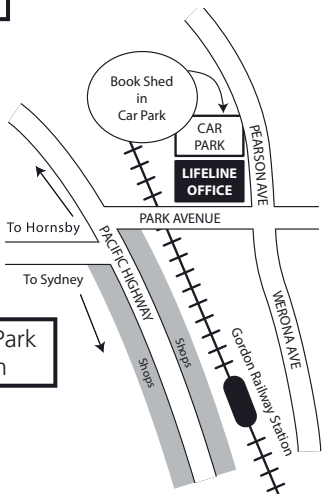 Book Shed
in
Car Park
CAR
PARK
LIFELINE
OFFICE
PEARSON AVE
PARK AVENUE
To Hornsby
PACIFIC HIGHWAY
To Sydney
WERONA AVE
Park
Shops
Shops
Gordon Railway Station